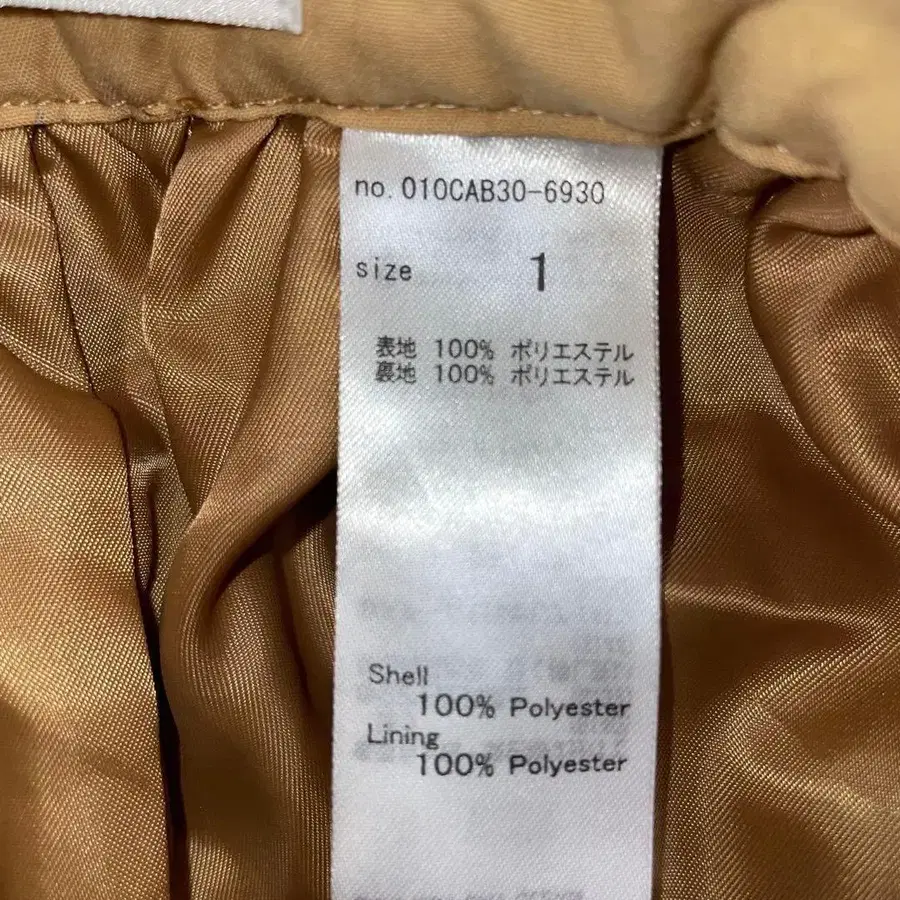 no. 010CAB30-6930
size 1
表地 100% ポリエステル
裏地 100% ポリエステル
Shell
100% Polyester
Lining
100% Polyester